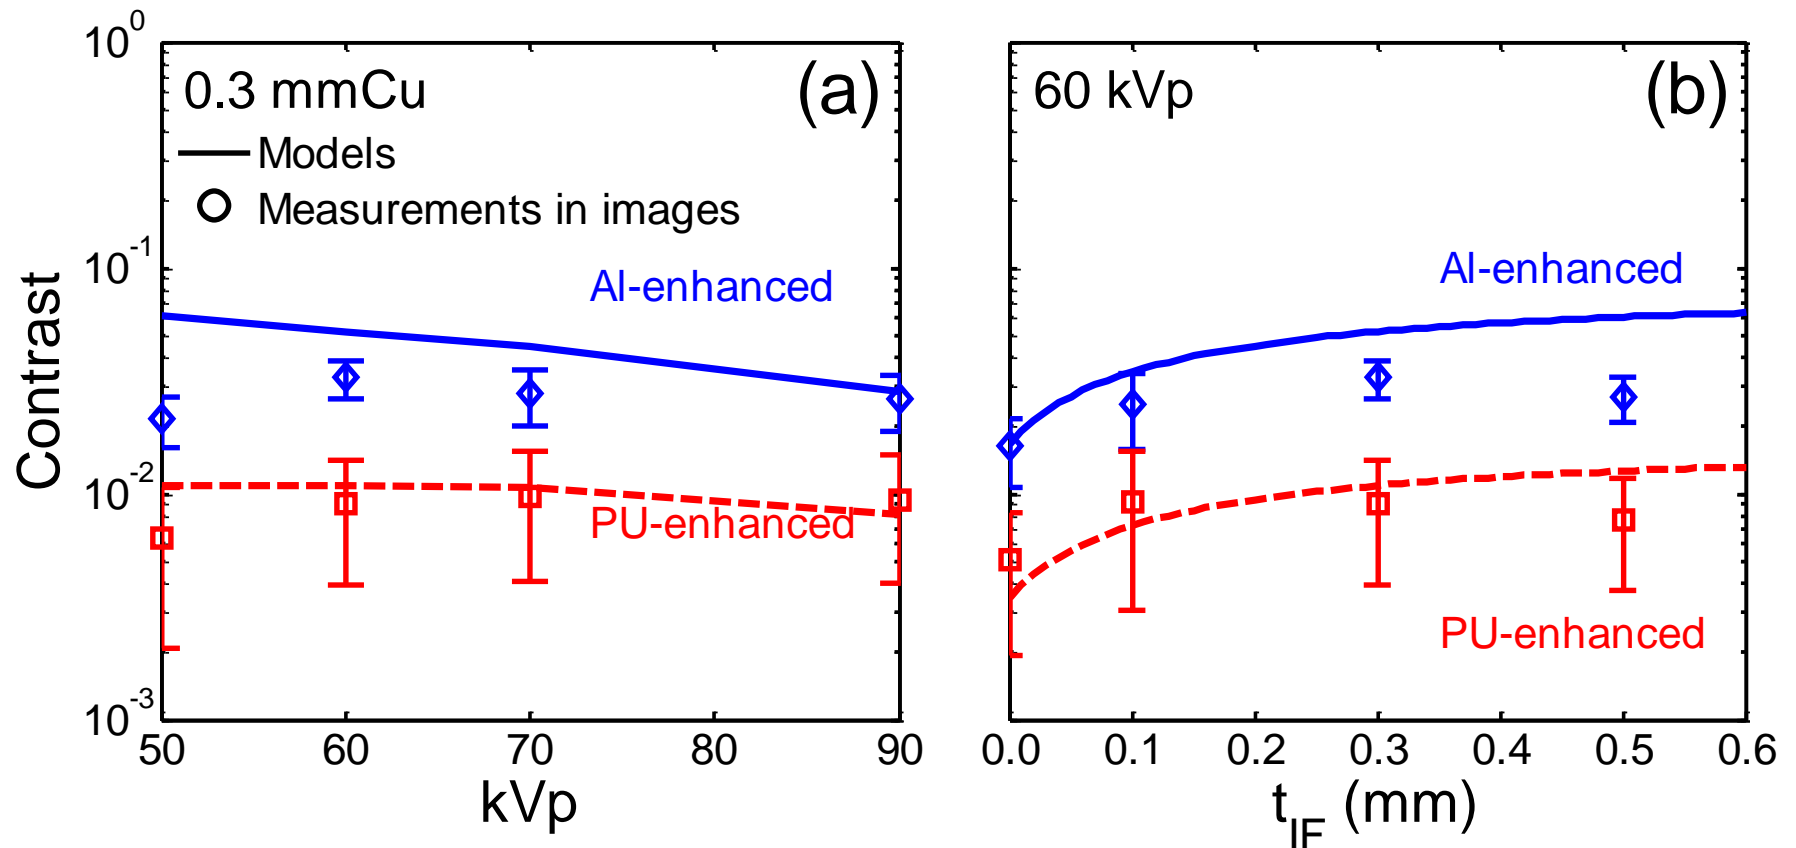 0.3 mmCu
(a)
Models
Measurements in images
Al-enhanced
PU-enhanced
10^0
10^-1
10^-2
10^-3
Contrast
50 60 70 80 90
kVp
60 kVp
(b)
Al-enhanced
PU-enhanced
0.0 0.1 0.2 0.3 0.4 0.5 0.6
t_IF (mm)